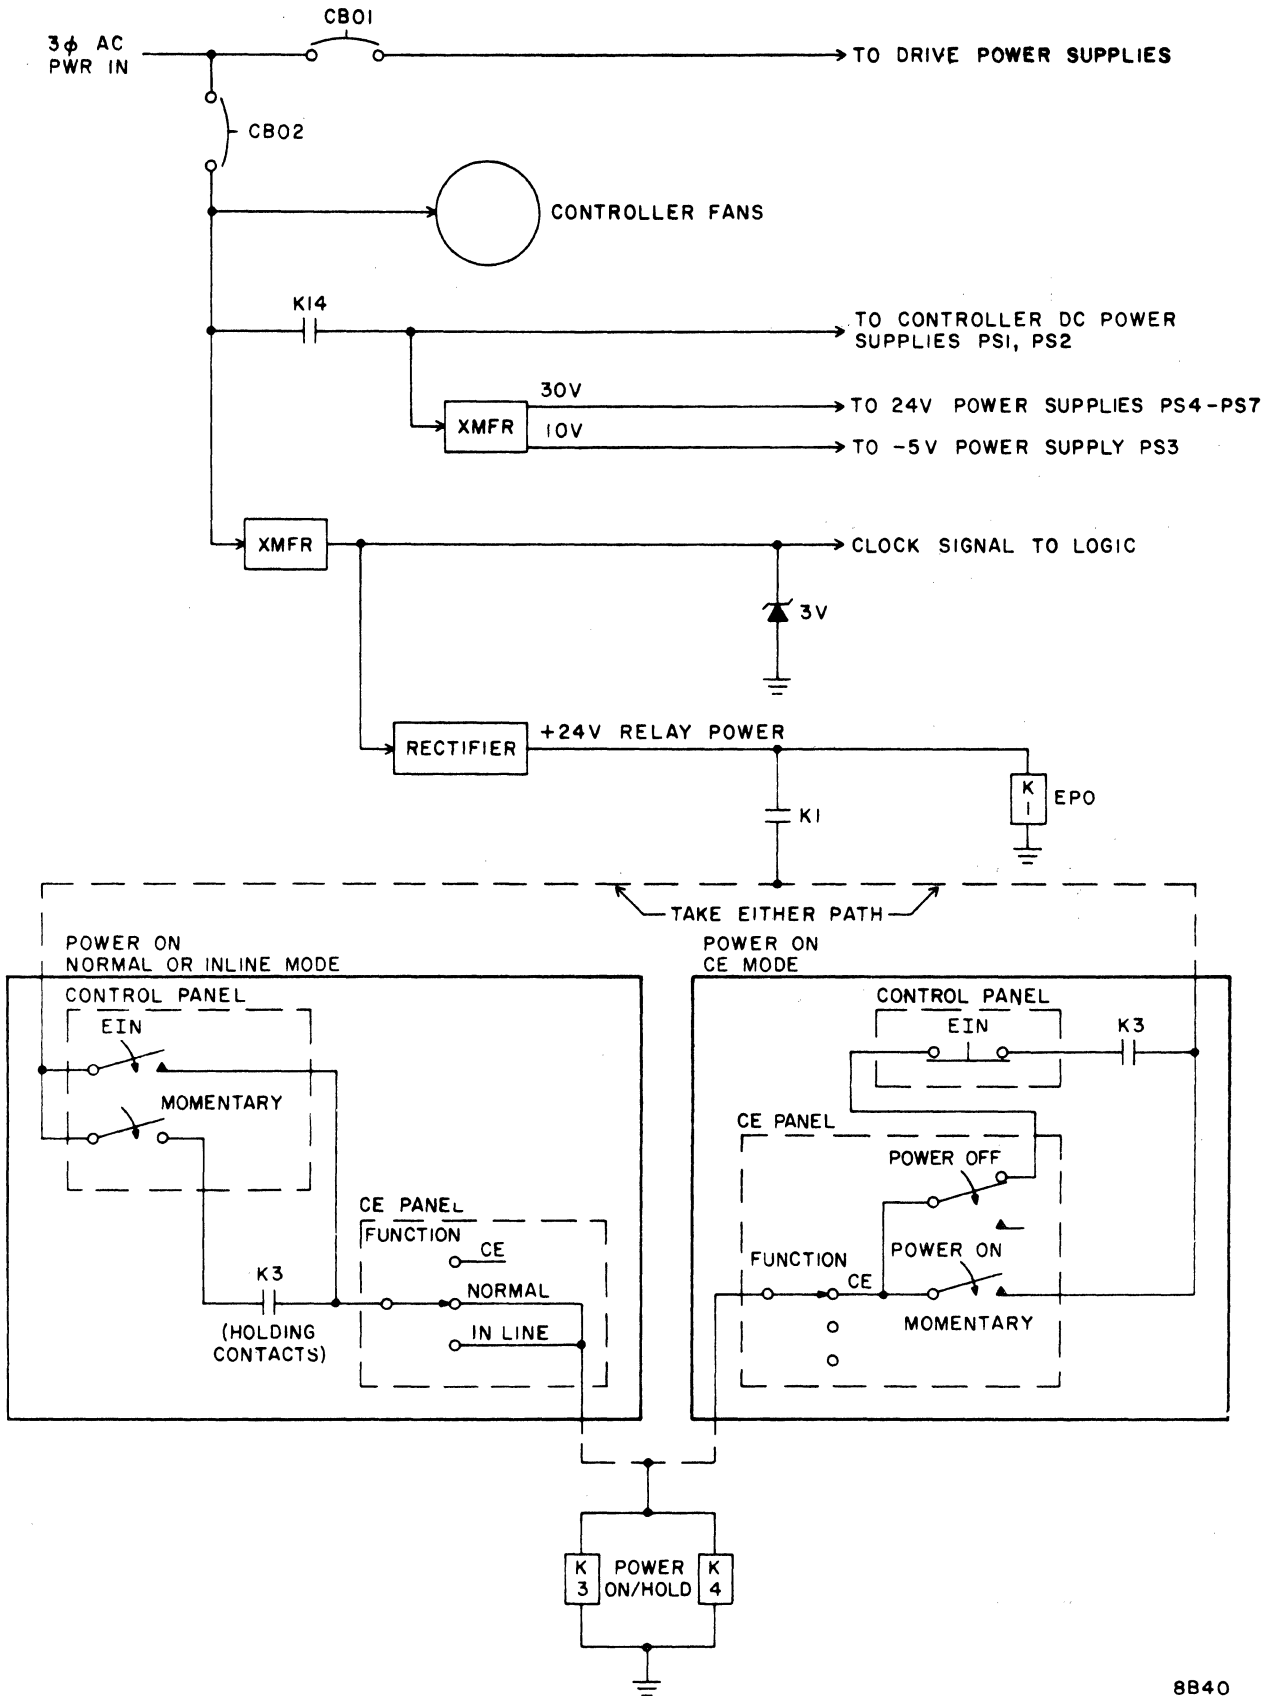 CB01
3ϕ AC
PWR IN
TO DRIVE POWER SUPPLIES
CB02
CONTROLLER FANS
K14
TO CONTROLLER DC POWER
SUPPLIES PS1, PS2
30V
XMFR
TO 24V POWER SUPPLIES PS4-PS7
10V
TO -5V POWER SUPPLY PS3
XMFR
CLOCK SIGNAL TO LOGIC
3V
RECTIFIER
+24V RELAY POWER
K
1
EPO
K1
TAKE EITHER PATH
POWER ON
NORMAL OR INLINE MODE
POWER ON
CE MODE
CONTROL PANEL
EIN
MOMENTARY
CONTROL PANEL
EIN
K3
CE PANEL
POWER OFF
CE PANEL
FUNCTION
CE
K3
NORMAL
(HOLDING
CONTACTS)
IN LINE
FUNCTION
CE
POWER ON
MOMENTARY
K
3
POWER
ON/HOLD
K
4
8B40